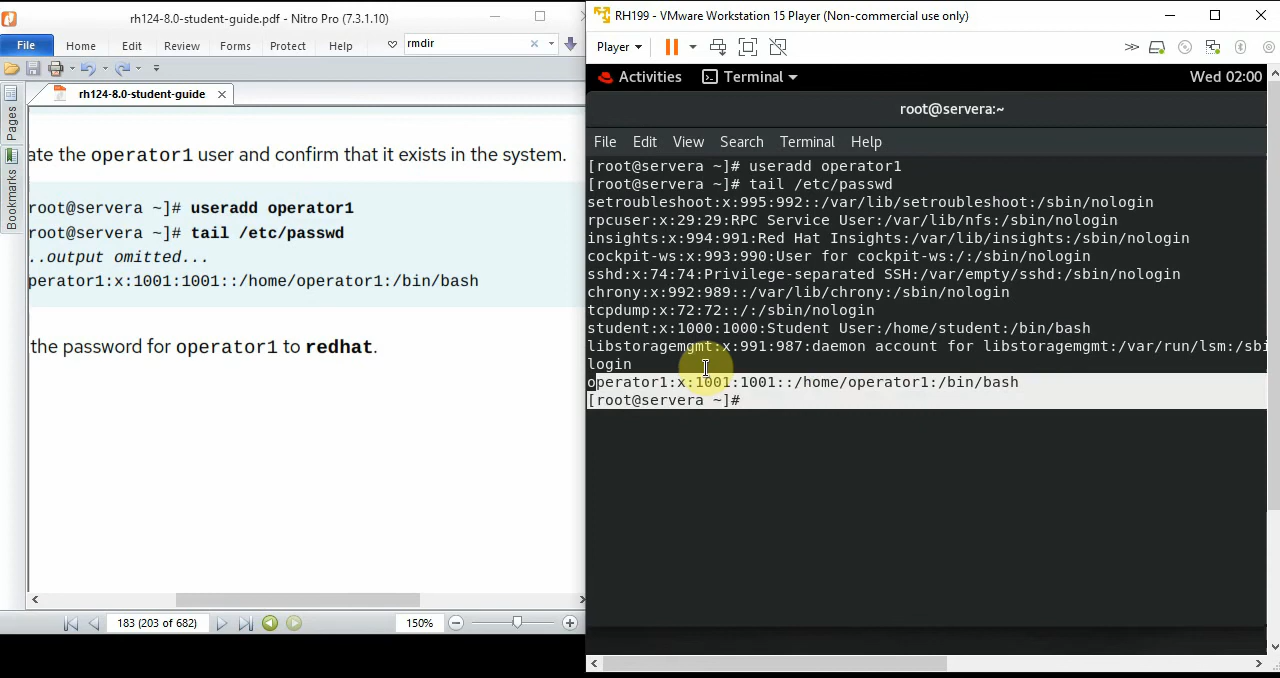 rh124-8.0-student-guide.pdf - Nitro Pro (7.3.1.10)
File Home Edit Review Forms Protect Help rmdir
rh124-8.0-student-guide
Pages
Bookmarks
ate the operator1 user and confirm that it exists in the system.
root@servera ~]# useradd operator1
root@servera ~]# tail /etc/passwd
..output omitted...
perator1:x:1001:1001::/home/operator1:/bin/bash
the password for operator1 to redhat.
183 (203 of 682) 150%
RH199 - VMware Workstation 15 Player (Non-commercial use only)
Player
Activities Terminal Wed 02:00
root@servera:~
File Edit View Search Terminal Help
[root@servera ~]# useradd operator1
[root@servera ~]# tail /etc/passwd
setroubleshoot:x:995:992::/var/lib/setroubleshoot:/sbin/nologin
rpcuser:x:29:29:RPC Service User:/var/lib/nfs:/sbin/nologin
insights:x:994:991:Red Hat Insights:/var/lib/insights:/sbin/nologin
cockpit-ws:x:993:990:User for cockpit-ws:/:/sbin/nologin
sshd:x:74:74:Privilege-separated SSH:/var/empty/sshd:/sbin/nologin
chrony:x:992:989::/var/lib/chrony:/sbin/nologin
tcpdump:x:72:72::/:/sbin/nologin
student:x:1000:1000:Student User:/home/student:/bin/bash
libstoragemgmt:x:991:987:daemon account for libstoragemgmt:/var/run/lsm:/sbi
login
operator1:x:1001:1001::/home/operator1:/bin/bash
[root@servera ~]#